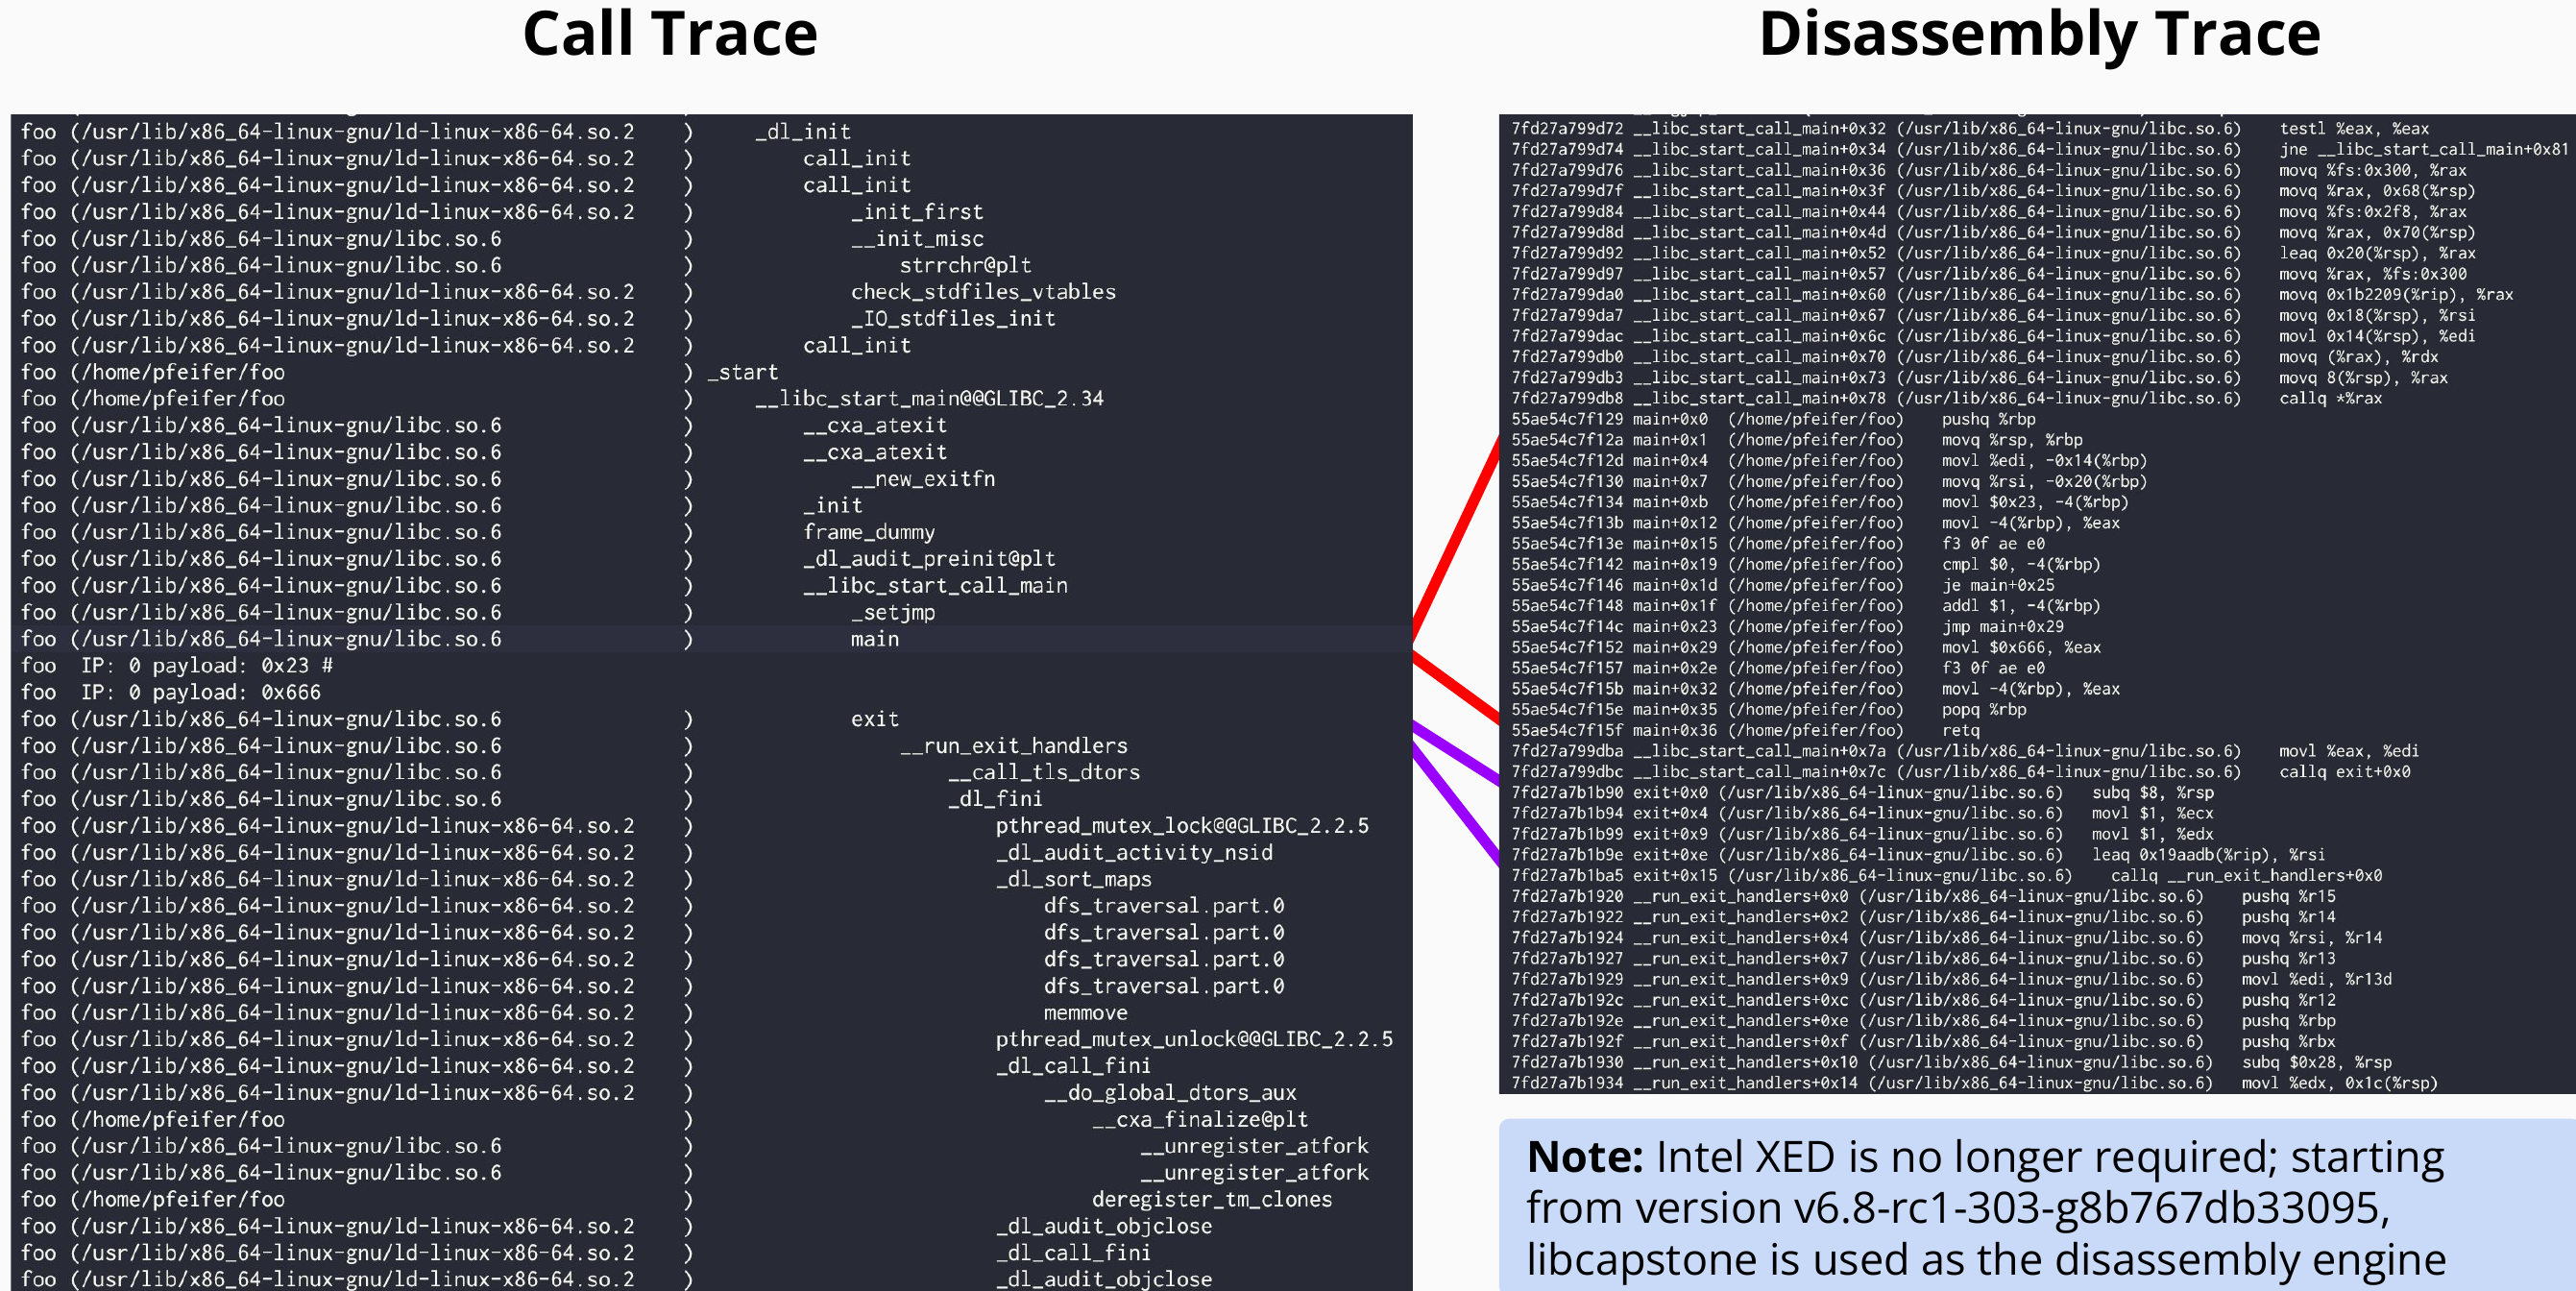 Call Trace
foo (/usr/lib/x86_64-linux-gnu/ld-linux-x86-64.so.2 ) _dl_init
foo (/usr/lib/x86_64-linux-gnu/ld-linux-x86-64.so.2 ) call_init
foo (/usr/lib/x86_64-linux-gnu/ld-linux-x86-64.so.2 ) call_init
foo (/usr/lib/x86_64-linux-gnu/ld-linux-x86-64.so.2 ) _init_first
foo (/usr/lib/x86_64-linux-gnu/libc.so.6 ) __init_misc
foo (/usr/lib/x86_64-linux-gnu/libc.so.6 ) strrchr@plt
foo (/usr/lib/x86_64-linux-gnu/ld-linux-x86-64.so.2 ) check_stdfiles_vtables
foo (/usr/lib/x86_64-linux-gnu/ld-linux-x86-64.so.2 ) _IO_stdfiles_init
foo (/usr/lib/x86_64-linux-gnu/ld-linux-x86-64.so.2 ) call_init
foo (/home/pfeifer/foo ) _start
foo (/home/pfeifer/foo ) __libc_start_main@@GLIBC_2.34
foo (/usr/lib/x86_64-linux-gnu/libc.so.6 ) __cxa_atexit
foo (/usr/lib/x86_64-linux-gnu/libc.so.6 ) __cxa_atexit
foo (/usr/lib/x86_64-linux-gnu/libc.so.6 ) __new_exitfn
foo (/usr/lib/x86_64-linux-gnu/libc.so.6 ) _init
foo (/usr/lib/x86_64-linux-gnu/libc.so.6 ) frame_dummy
foo (/usr/lib/x86_64-linux-gnu/libc.so.6 ) _dl_audit_preinit@plt
foo (/usr/lib/x86_64-linux-gnu/libc.so.6 ) __libc_start_call_main
foo (/usr/lib/x86_64-linux-gnu/libc.so.6 ) _setjmp
foo (/usr/lib/x86_64-linux-gnu/libc.so.6 ) main
foo IP: 0 payload: 0x23 #
foo IP: 0 payload: 0x666
foo (/usr/lib/x86_64-linux-gnu/libc.so.6 ) exit
foo (/usr/lib/x86_64-linux-gnu/libc.so.6 ) __run_exit_handlers
foo (/usr/lib/x86_64-linux-gnu/libc.so.6 ) __call_tls_dtors
foo (/usr/lib/x86_64-linux-gnu/libc.so.6 ) _dl_fini
foo (/usr/lib/x86_64-linux-gnu/ld-linux-x86-64.so.2 ) pthread_mutex_lock@@GLIBC_2.2.5
foo (/usr/lib/x86_64-linux-gnu/ld-linux-x86-64.so.2 ) _dl_audit_activity_nsid
foo (/usr/lib/x86_64-linux-gnu/ld-linux-x86-64.so.2 ) _dl_sort_maps
foo (/usr/lib/x86_64-linux-gnu/ld-linux-x86-64.so.2 ) dfs_traversal.part.0
foo (/usr/lib/x86_64-linux-gnu/ld-linux-x86-64.so.2 ) dfs_traversal.part.0
foo (/usr/lib/x86_64-linux-gnu/ld-linux-x86-64.so.2 ) dfs_traversal.part.0
foo (/usr/lib/x86_64-linux-gnu/ld-linux-x86-64.so.2 ) dfs_traversal.part.0
foo (/usr/lib/x86_64-linux-gnu/ld-linux-x86-64.so.2 ) memmove
foo (/usr/lib/x86_64-linux-gnu/ld-linux-x86-64.so.2 ) pthread_mutex_unlock@@GLIBC_2.2.5
foo (/usr/lib/x86_64-linux-gnu/ld-linux-x86-64.so.2 ) _dl_call_fini
foo (/usr/lib/x86_64-linux-gnu/ld-linux-x86-64.so.2 ) __do_global_dtors_aux
foo (/home/pfeifer/foo ) __cxa_finalize@plt
foo (/usr/lib/x86_64-linux-gnu/libc.so.6 ) __unregister_atfork
foo (/usr/lib/x86_64-linux-gnu/libc.so.6 ) __unregister_atfork
foo (/home/pfeifer/foo ) deregister_tm_clones
foo (/usr/lib/x86_64-linux-gnu/ld-linux-x86-64.so.2 ) _dl_audit_objclose
foo (/usr/lib/x86_64-linux-gnu/ld-linux-x86-64.so.2 ) _dl_call_fini
foo (/usr/lib/x86_64-linux-gnu/ld-linux-x86-64.so.2 ) _dl_audit_objclose
Disassembly Trace
7fd27a799d72 __libc_start_call_main+0x32 (/usr/lib/x86_64-linux-gnu/libc.so.6) testl %eax, %eax
7fd27a799d74 __libc_start_call_main+0x34 (/usr/lib/x86_64-linux-gnu/libc.so.6) jne __libc_start_call_main+0x81
7fd27a799d76 __libc_start_call_main+0x36 (/usr/lib/x86_64-linux-gnu/libc.so.6) movq %fs:0x300, %rax
7fd27a799d7f __libc_start_call_main+0x3f (/usr/lib/x86_64-linux-gnu/libc.so.6) movq %rax, 0x68(%rsp)
7fd27a799d84 __libc_start_call_main+0x44 (/usr/lib/x86_64-linux-gnu/libc.so.6) movq %fs:0x2f8, %rax
7fd27a799d8d __libc_start_call_main+0x4d (/usr/lib/x86_64-linux-gnu/libc.so.6) movq %rax, 0x70(%rsp)
7fd27a799d92 __libc_start_call_main+0x52 (/usr/lib/x86_64-linux-gnu/libc.so.6) leaq 0x20(%rsp), %rax
7fd27a799d97 __libc_start_call_main+0x57 (/usr/lib/x86_64-linux-gnu/libc.so.6) movq %rax, %fs:0x300
7fd27a799da0 __libc_start_call_main+0x60 (/usr/lib/x86_64-linux-gnu/libc.so.6) movq 0x1b2209(%rip), %rax
7fd27a799da7 __libc_start_call_main+0x67 (/usr/lib/x86_64-linux-gnu/libc.so.6) movq 0x18(%rsp), %rsi
7fd27a799dac __libc_start_call_main+0x6c (/usr/lib/x86_64-linux-gnu/libc.so.6) movl 0x14(%rsp), %edi
7fd27a799db0 __libc_start_call_main+0x70 (/usr/lib/x86_64-linux-gnu/libc.so.6) movq (%rax), %rdx
7fd27a799db3 __libc_start_call_main+0x73 (/usr/lib/x86_64-linux-gnu/libc.so.6) movq 8(%rsp), %rax
7fd27a799db8 __libc_start_call_main+0x78 (/usr/lib/x86_64-linux-gnu/libc.so.6) callq *%rax
55ae54c7f129 main+0x0 (/home/pfeifer/foo) pushq %rbp
55ae54c7f12a main+0x1 (/home/pfeifer/foo) movq %rsp, %rbp
55ae54c7f12d main+0x4 (/home/pfeifer/foo) movl %edi, -0x14(%rbp)
55ae54c7f130 main+0x7 (/home/pfeifer/foo) movq %rsi, -0x20(%rbp)
55ae54c7f134 main+0xb (/home/pfeifer/foo) movl $0x23, -4(%rbp)
55ae54c7f13b main+0x12 (/home/pfeifer/foo) movl -4(%rbp), %eax
55ae54c7f13e main+0x15 (/home/pfeifer/foo) f3 0f ae e0
55ae54c7f142 main+0x19 (/home/pfeifer/foo) cmpl $0, -4(%rbp)
55ae54c7f146 main+0x1d (/home/pfeifer/foo) je main+0x25
55ae54c7f148 main+0x1f (/home/pfeifer/foo) addl $1, -4(%rbp)
55ae54c7f14c main+0x23 (/home/pfeifer/foo) jmp main+0x29
55ae54c7f152 main+0x29 (/home/pfeifer/foo) movl $0x666, %eax
55ae54c7f157 main+0x2e (/home/pfeifer/foo) f3 0f ae e0
55ae54c7f15b main+0x32 (/home/pfeifer/foo) movl -4(%rbp), %eax
55ae54c7f15e main+0x35 (/home/pfeifer/foo) popq %rbp
55ae54c7f15f main+0x36 (/home/pfeifer/foo) retq
7fd27a799dba __libc_start_call_main+0x7a (/usr/lib/x86_64-linux-gnu/libc.so.6) movl %eax, %edi
7fd27a799dbc __libc_start_call_main+0x7c (/usr/lib/x86_64-linux-gnu/libc.so.6) callq exit+0x0
7fd27a7b1b90 exit+0x0 (/usr/lib/x86_64-linux-gnu/libc.so.6) subq $8, %rsp
7fd27a7b1b94 exit+0x4 (/usr/lib/x86_64-linux-gnu/libc.so.6) movl $1, %ecx
7fd27a7b1b99 exit+0x9 (/usr/lib/x86_64-linux-gnu/libc.so.6) movl $1, %edx
7fd27a7b1b9e exit+0xe (/usr/lib/x86_64-linux-gnu/libc.so.6) leaq 0x19aadb(%rip), %rsi
7fd27a7b1ba5 exit+0x15 (/usr/lib/x86_64-linux-gnu/libc.so.6) callq __run_exit_handlers+0x0
7fd27a7b1920 __run_exit_handlers+0x0 (/usr/lib/x86_64-linux-gnu/libc.so.6) pushq %r15
7fd27a7b1922 __run_exit_handlers+0x2 (/usr/lib/x86_64-linux-gnu/libc.so.6) pushq %r14
7fd27a7b1924 __run_exit_handlers+0x4 (/usr/lib/x86_64-linux-gnu/libc.so.6) movq %rsi, %r14
7fd27a7b1927 __run_exit_handlers+0x7 (/usr/lib/x86_64-linux-gnu/libc.so.6) pushq %r13
7fd27a7b1929 __run_exit_handlers+0x9 (/usr/lib/x86_64-linux-gnu/libc.so.6) movl %edi, %r13d
7fd27a7b192c __run_exit_handlers+0xc (/usr/lib/x86_64-linux-gnu/libc.so.6) pushq %r12
7fd27a7b192e __run_exit_handlers+0xe (/usr/lib/x86_64-linux-gnu/libc.so.6) pushq %rbp
7fd27a7b192f __run_exit_handlers+0xf (/usr/lib/x86_64-linux-gnu/libc.so.6) pushq %rbx
7fd27a7b1930 __run_exit_handlers+0x10 (/usr/lib/x86_64-linux-gnu/libc.so.6) subq $0x28, %rsp
7fd27a7b1934 __run_exit_handlers+0x14 (/usr/lib/x86_64-linux-gnu/libc.so.6) movl %edx, 0x1c(%rsp)
Note: Intel XED is no longer required; starting
from version v6.8-rc1-303-g8b767db33095,
libcapstone is used as the disassembly engine